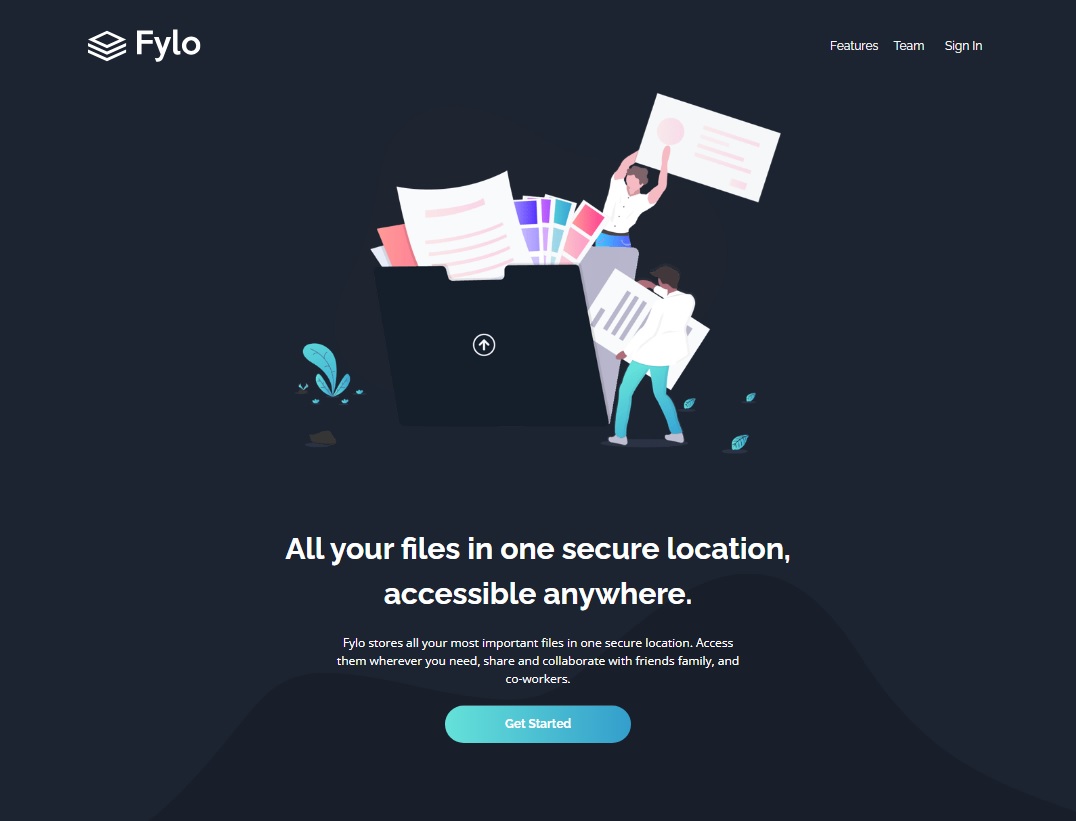 Fylo
Features Team Sign In
All your files in one secure location,
accessible anywhere.
Fylo stores all your most important files in one secure location. Access
them wherever you need, share and collaborate with friends family, and
co-workers.
Get Started